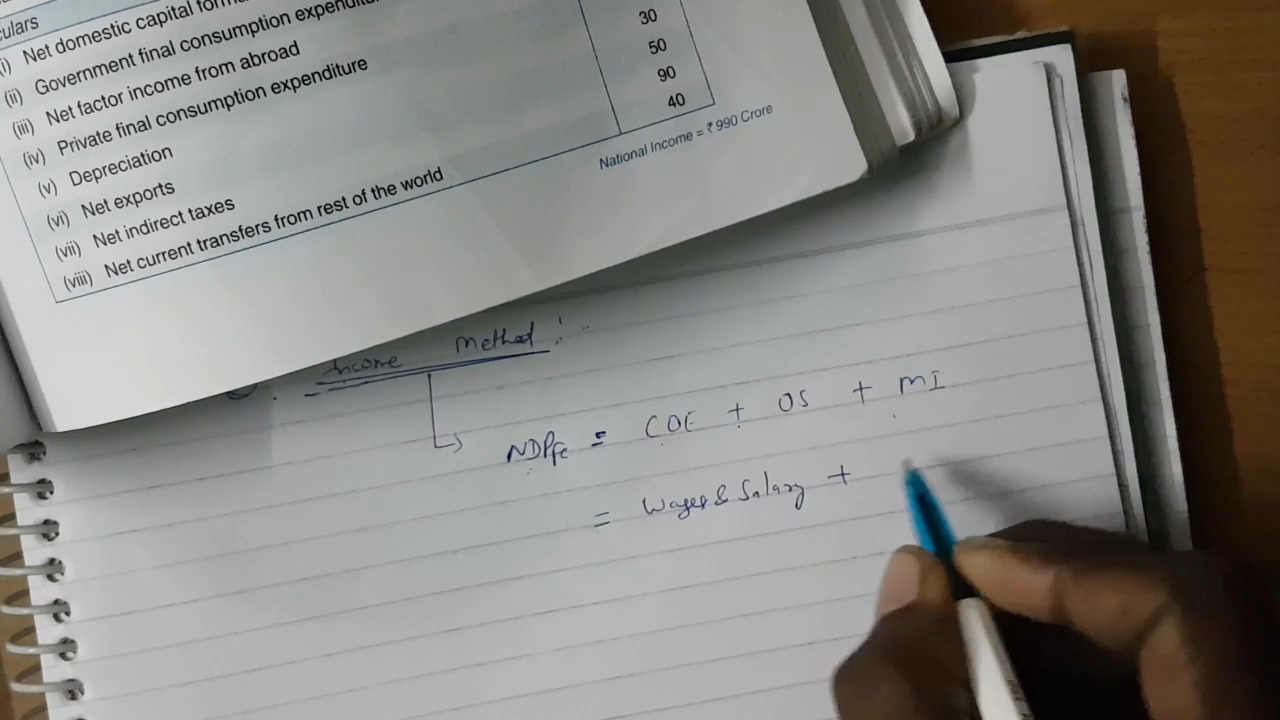 culars
(i) Net domestic capital form
(ii) Government final consumption expenditu
(iii) Net factor income from abroad
(iv) Private final consumption expenditure
(v) Depreciation
(vi) Net exports
(vii) Net indirect taxes
(viii) Net current transfers from rest of the world
30
50
90
40
National Income = ₹ 990 Crore
Income Method :-
NDPfc = COE + OS + MI
= Wages & Salary +